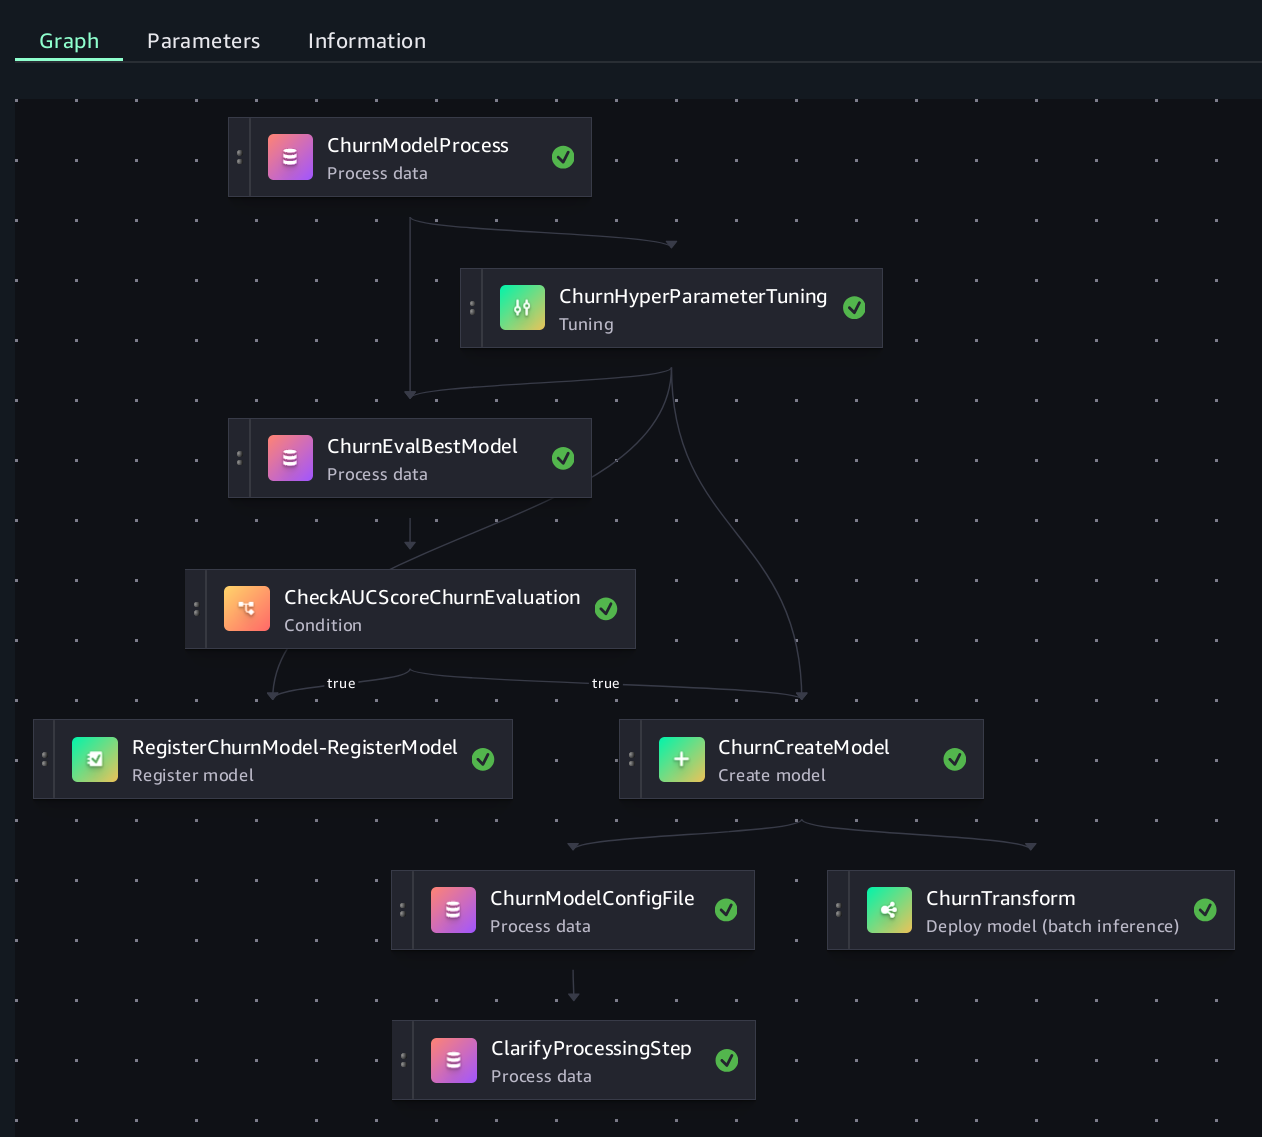 Graph Parameters Information
ChurnModelProcess
Process data
ChurnHyperParameterTuning
Tuning
ChurnEvalBestModel
Process data
CheckAUCScoreChurnEvaluation
Condition
true true
RegisterChurnModel-RegisterModel
Register model
ChurnCreateModel
Create model
ChurnModelConfigFile
Process data
ChurnTransform
Deploy model (batch inference)
ClarifyProcessingStep
Process data